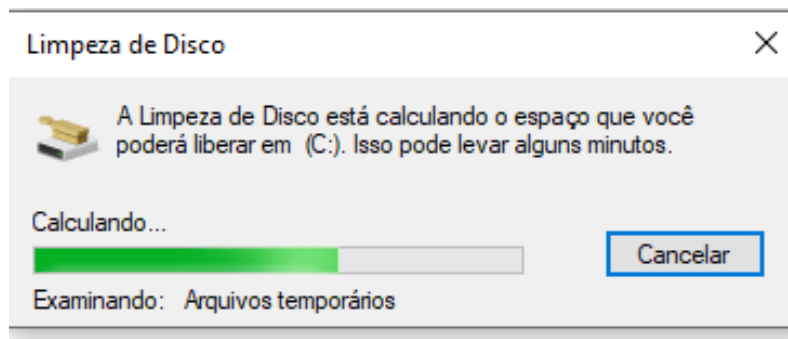 Limpeza de Disco
A Limpeza de Disco está calculando o espaço que você
poderá liberar em  (C:). Isso pode levar alguns minutos.
Calculando...
Cancelar
Examinando:   Arquivos temporários